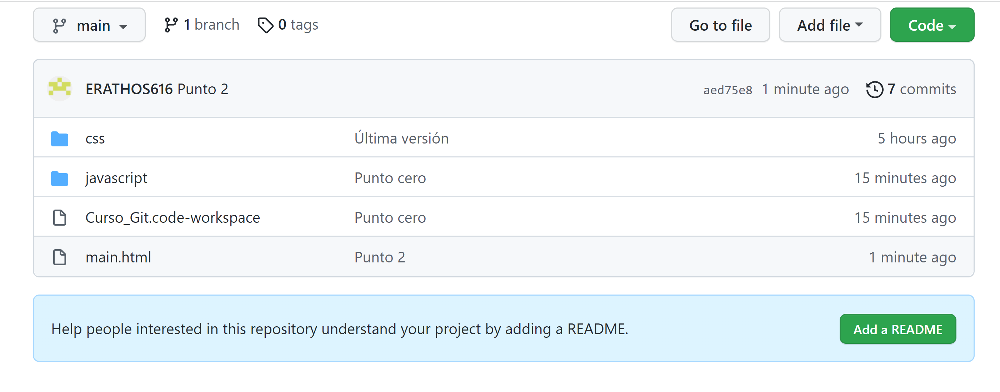 main 1 branch 0 tags Go to file Add file Code
ERATHOS616 Punto 2 aed75e8 1 minute ago 7 commits
css Última versión 5 hours ago
javascript Punto cero 15 minutes ago
Curso_Git.code-workspace Punto cero 15 minutes ago
main.html Punto 2 1 minute ago
Help people interested in this repository understand your project by adding a README. Add a README